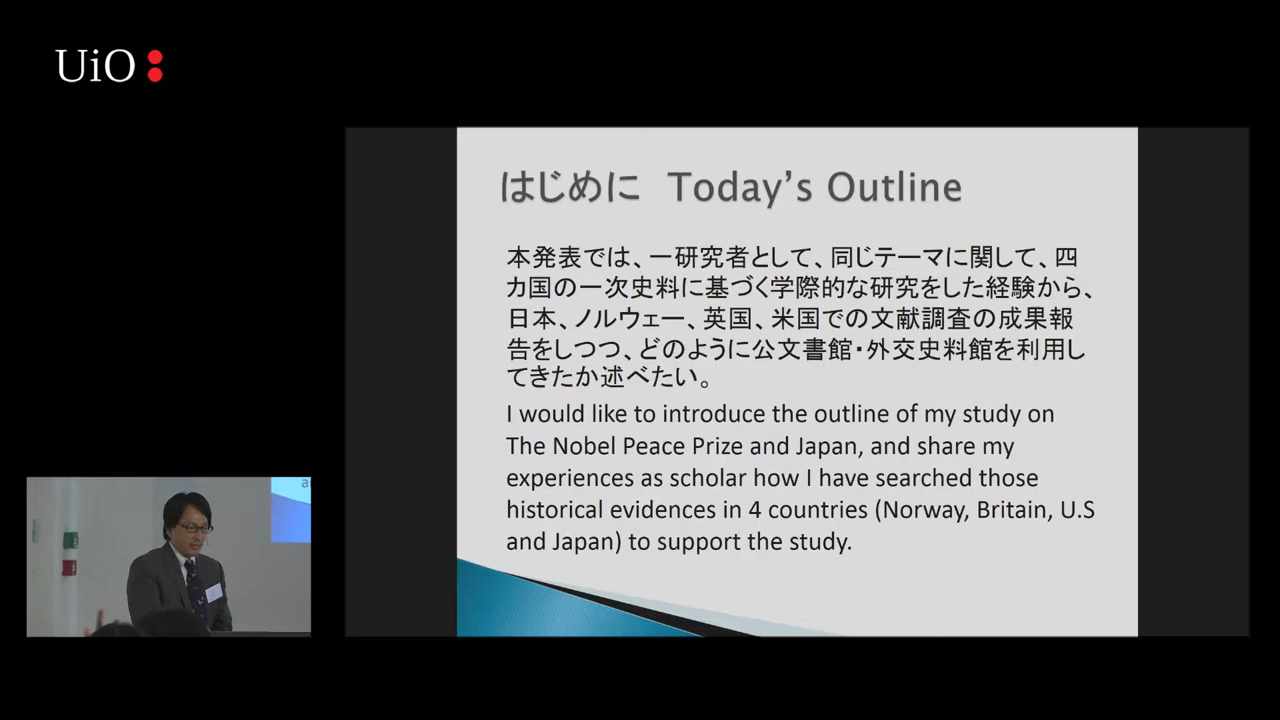 UiO
はじめに Today's Outline
本発表では、一研究者として、同じテーマに関して、四
カ国の一次史料に基づく学際的な研究をした経験から、
日本、ノルウェー、英国、米国での文献調査の成果報
告をしつつ、どのように公文書館・外交史料館を利用し
てきたか述べたい。
I would like to introduce the outline of my study on
The Nobel Peace Prize and Japan, and share my
experiences as scholar how I have searched those
historical evidences in 4 countries (Norway, Britain, U.S
and Japan) to support the study.